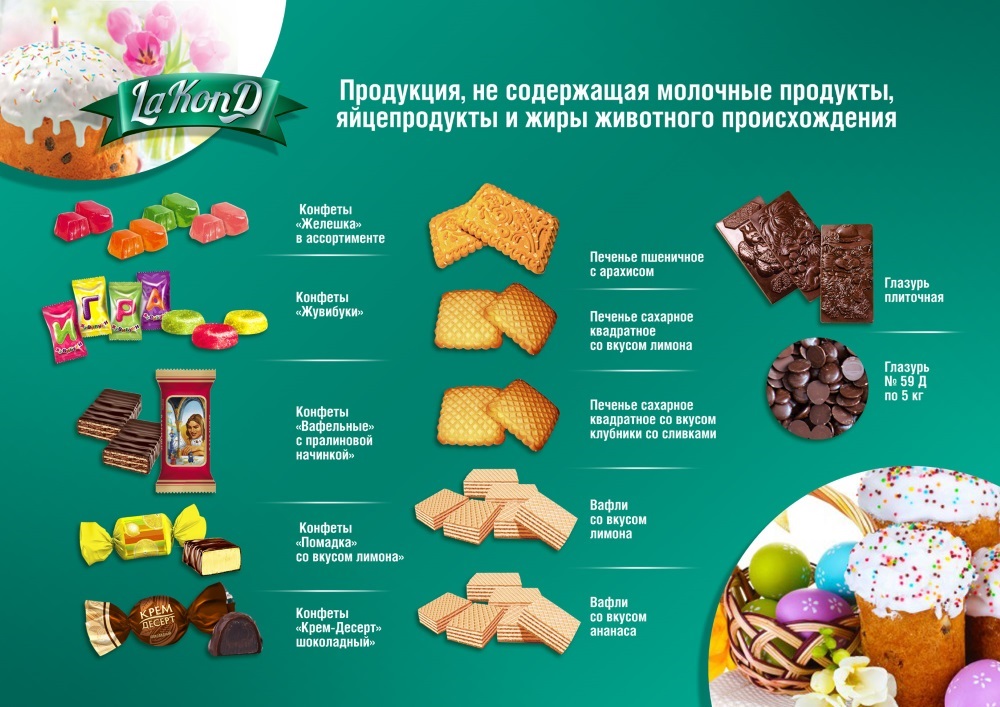 LaKonD
Продукция, не содержащая молочные продукты,
яйцепродукты и жиры животного происхождения
Конфеты
«Желешка»
в ассортименте
И Г Р А
Конфеты
«Жувибуки»
Конфеты
«Вафельные»
с пралиновой
начинкой»
Конфеты
«Помадка»
со вкусом лимона»
КРЕМ
ДЕСЕРТ
Конфеты
«Крем-Десерт»
шоколадный»
Печенье пшеничное
с арахисом
Печенье сахарное
квадратное
со вкусом лимона
Печенье сахарное
квадратное со вкусом
клубники со сливками
Вафли
со вкусом
лимона
Вафли
со вкусом
ананаса
Глазурь
плиточная
Глазурь
№ 59 Д
по 5 кг